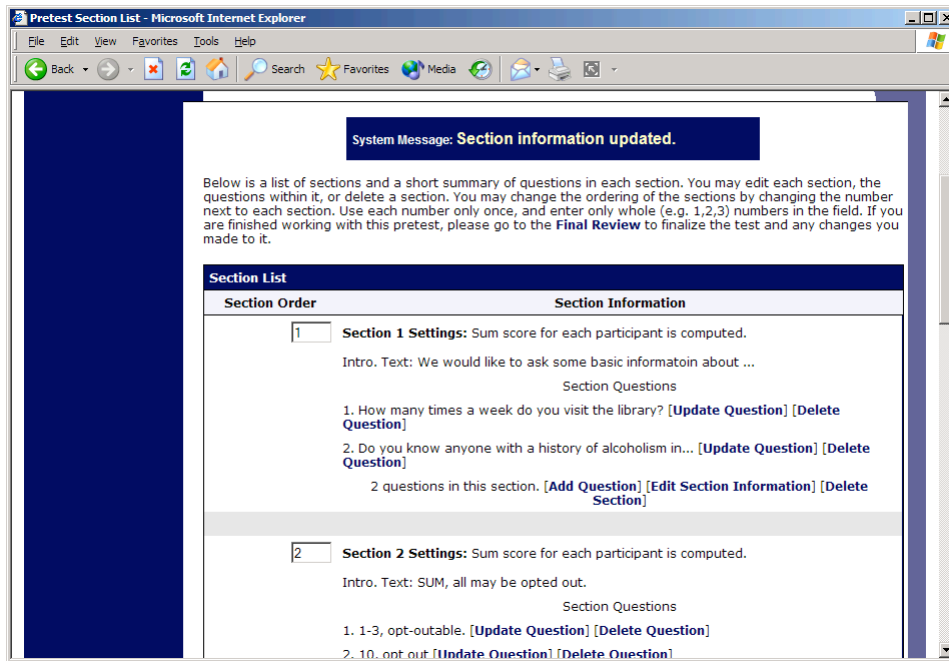 Pretest Section List - Microsoft Internet Explorer
File Edit View Favorites Tools Help
Back Search Favorites Media
System Message: Section information updated.
Below is a list of sections and a short summary of questions in each section. You may edit each section, the
questions within it, or delete a section. You may change the ordering of the sections by changing the number
next to each section. Use each number only once, and enter only whole (e.g. 1,2,3) numbers in the field. If you
are finished working with this pretest, please go to the Final Review to finalize the test and any changes you
made to it.
Section List
Section Order Section Information
1 Section 1 Settings: Sum score for each participant is computed.
Intro. Text: We would like to ask some basic informatoin about ...
Section Questions
1. How many times a week do you visit the library? [Update Question] [Delete
Question]
2. Do you know anyone with a history of alcoholism in... [Update Question] [Delete
Question]
2 questions in this section. [Add Question] [Edit Section Information] [Delete
Section]
2 Section 2 Settings: Sum score for each participant is computed.
Intro. Text: SUM, all may be opted out.
Section Questions
1. 1-3, opt-outable. [Update Question] [Delete Question]
2. 10, opt out [Update Question] [Delete Question]